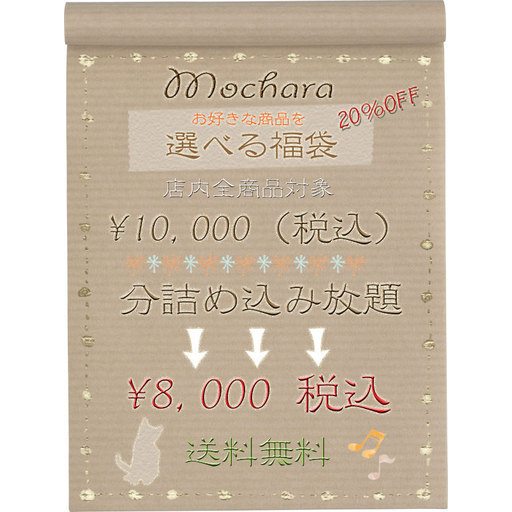 Mochara
20%OFF
お好きな商品を
選べる福袋
店内全商品対象
¥10,000（税込）
分詰め込み放題
¥8,000 税込
送料無料